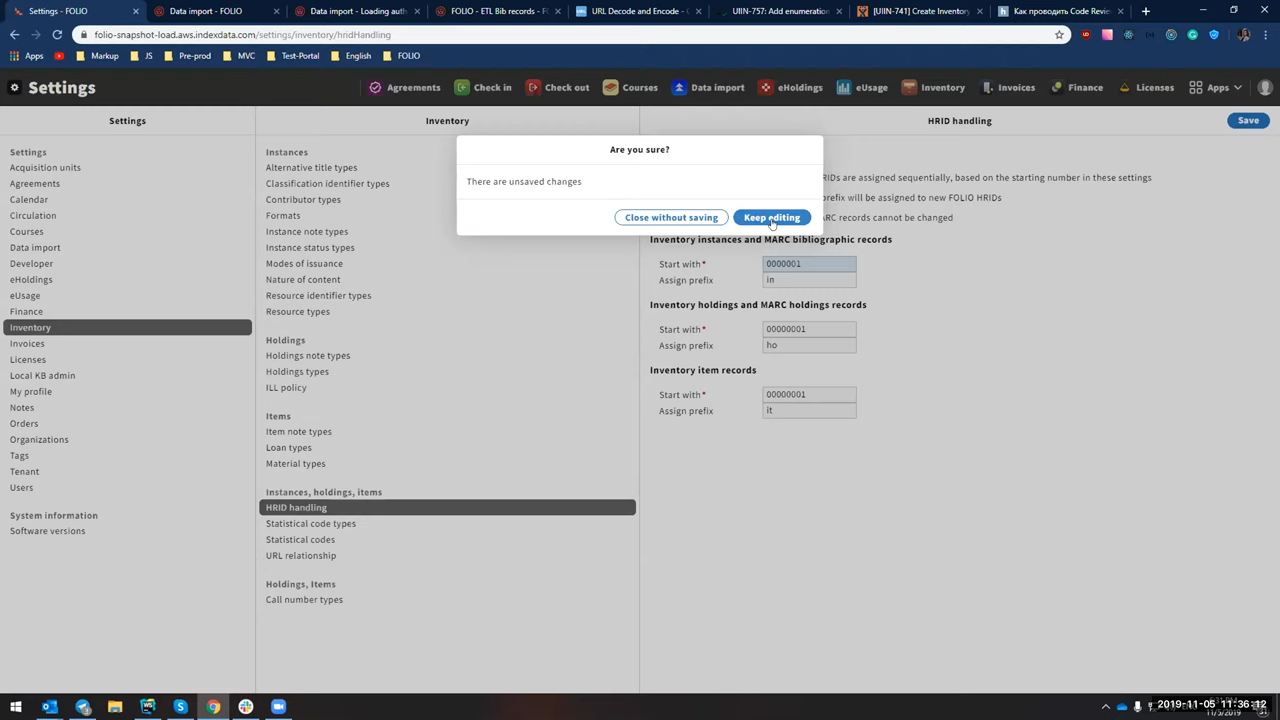 Settings - FOLIO
Data import - FOLIO
Data import - Loading auth
FOLIO - ETL Bib records - F
URL Decode and Encode -
UIIN-757: Add enumeration
[UIIN-741] Create Inventory
Как проводить Code Revie
folio-snapshot-load.aws.indexdata.com/settings/inventory/hridHandling
Apps
Markup
JS
Pre-prod
MVC
Test-Portal
English
FOLIO
Settings
Agreements
Check in
Check out
Courses
Data import
eHoldings
eUsage
Inventory
Invoices
Finance
Licenses
Apps
Settings
Settings
Acquisition units
Agreements
Calendar
Circulation
Courses
Data import
Developer
eHoldings
eUsage
Finance
Inventory
Invoices
Licenses
Local KB admin
My profile
Notes
Orders
Organizations
Tags
Tenant
Users
System information
Software versions
Inventory
Instances
Alternative title types
Classification identifier types
Contributor types
Formats
Instance note types
Instance status types
Modes of issuance
Nature of content
Resource identifier types
Resource types
Holdings
Holdings note types
Holdings types
ILL policy
Items
Item note types
Loan types
Material types
Instances, holdings, items
HRID handling
Statistical code types
Statistical codes
URL relationship
Holdings, Items
Call number types
HRID handling
Save
Are you sure?
There are unsaved changes
Close without saving
Keep editing
RIDs are assigned sequentially, based on the starting number in these settings
prefix will be assigned to new FOLIO HRIDs
ARC records cannot be changed
Inventory instances and MARC bibliographic records
Start with*
0000001
Assign prefix
in
Inventory holdings and MARC holdings records
Start with*
00000001
Assign prefix
ho
Inventory item records
Start with*
00000001
Assign prefix
it
2019-11-05 11:36:12